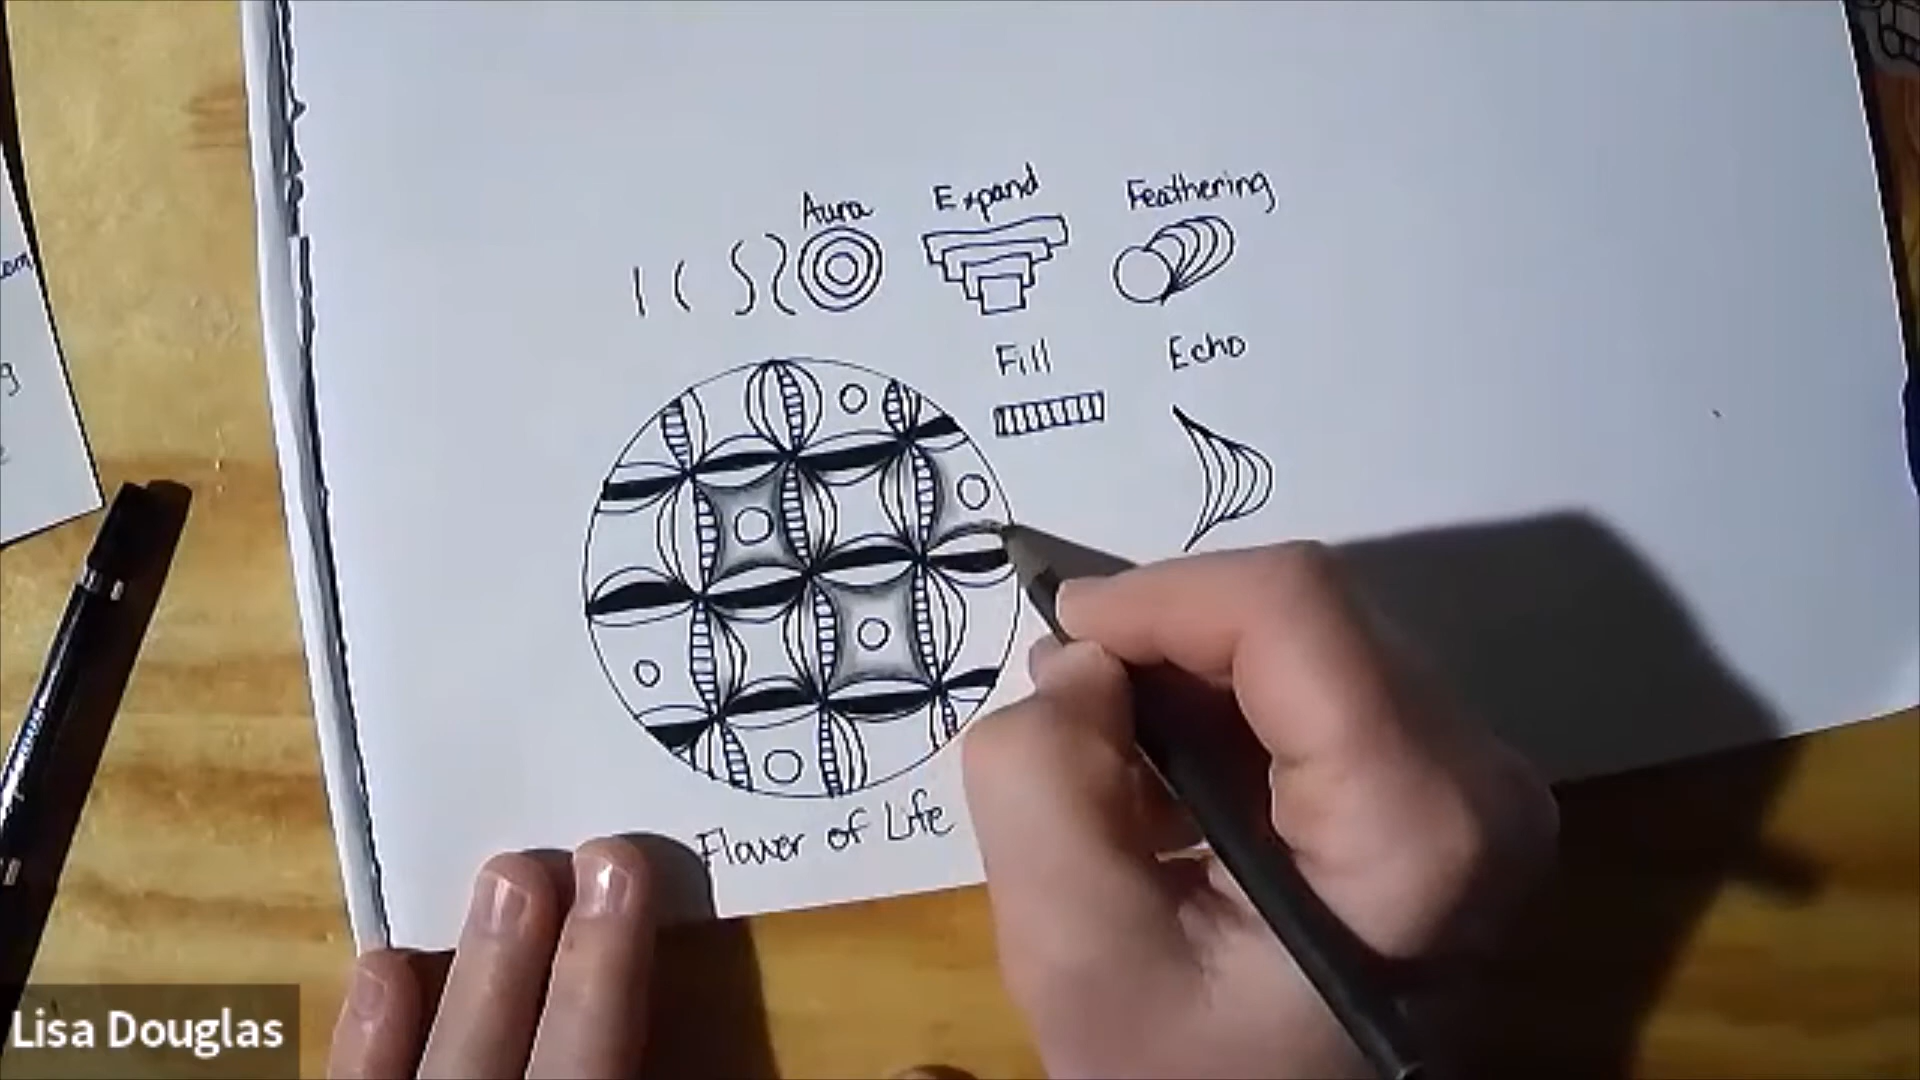 Aura
Expand
Feathering
Fill
Echo
Flower of Life
Lisa Douglas